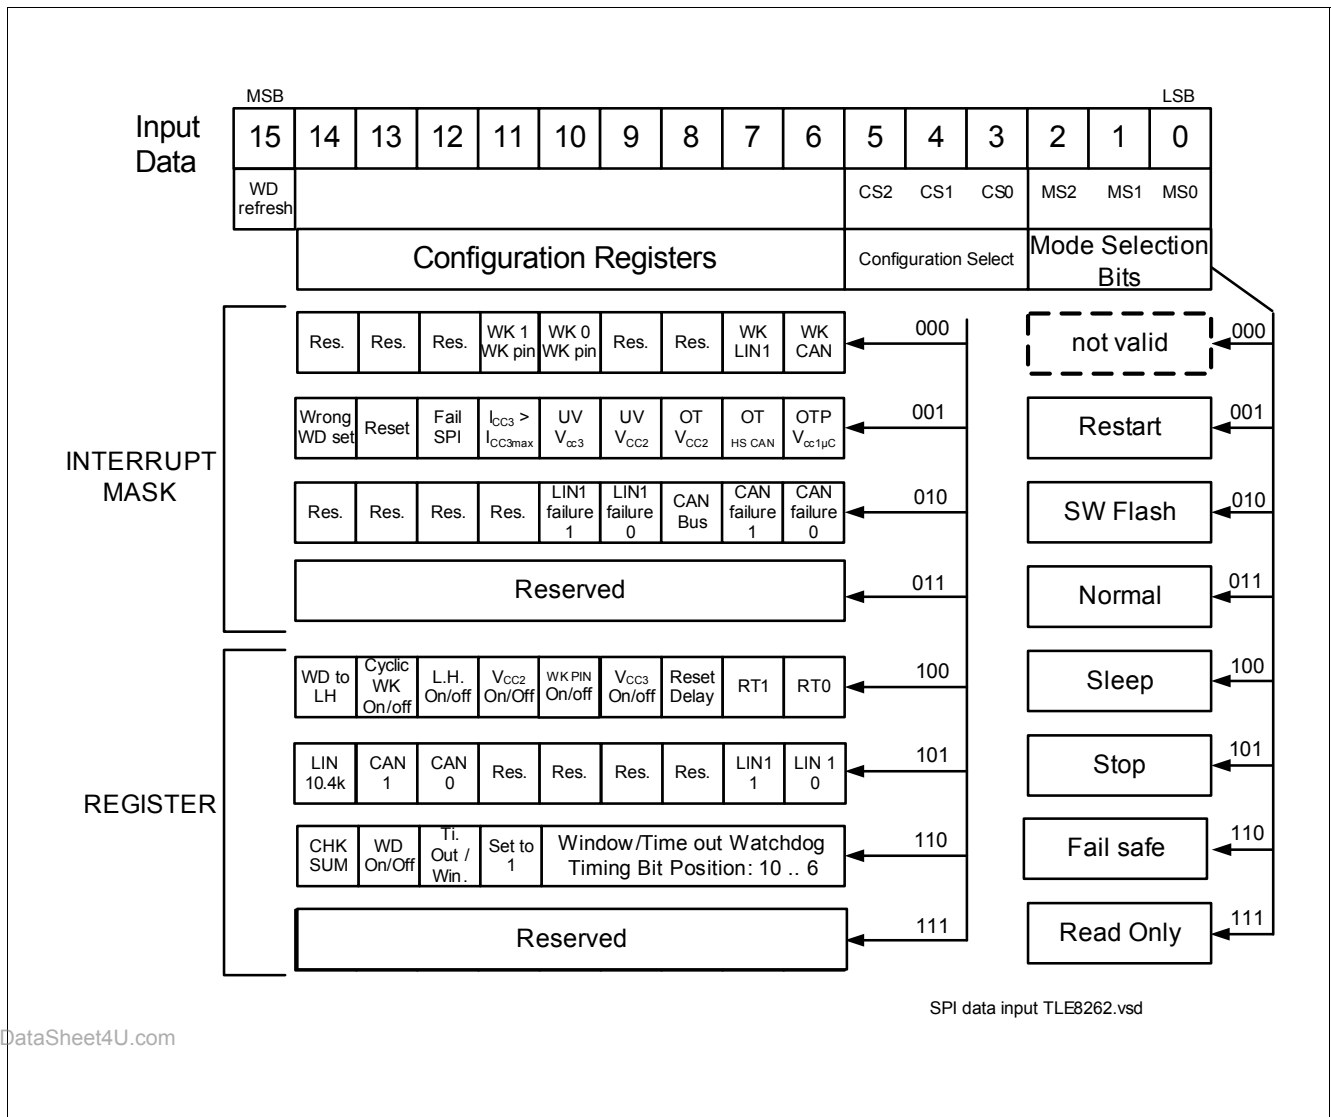 MSB
LSB
Input
Data
15 14 13 12 11 10 9 8 7 6 5 4 3 2 1 0
WD
refresh
CS2 CS1 CS0 MS2 MS1 MS0
Configuration Registers
Configuration Select
Mode Selection
Bits
INTERRUPT
MASK
Res. Res. Res.
WK 1
WK pin
WK 0
WK pin
Res. Res.
WK
LIN1
WK
CAN
000
Wrong
WD set
Reset
Fail
SPI
ICC3 >
ICC3max
UV
Vcc3
UV
VCC2
OT
VCC2
OT
HS CAN
OTP
Vcc1µC
001
Res. Res. Res. Res.
LIN1
failure
1
LIN1
failure
0
CAN
Bus
CAN
failure
1
CAN
failure
0
010
Reserved
011
REGISTER
WD to
LH
Cyclic
WK
On/off
L.H.
On/off
VCC2
On/Off
WK PIN
On/off
VCC3
On/off
Reset
Delay
RT1
RT0
100
LIN
10.4k
CAN
1
CAN
0
Res. Res. Res. Res.
LIN1
1
LIN 1
0
101
CHK
SUM
WD
On/Off
Ti.
Out /
Win.
Set to
1
Window/Time out Watchdog
Timing Bit Position: 10 .. 6
110
Reserved
111
not valid
000
Restart
001
SW Flash
010
Normal
011
Sleep
100
Stop
101
Fail safe
110
Read Only
111
SPI data input TLE8262.vsd
DataSheet4U.com